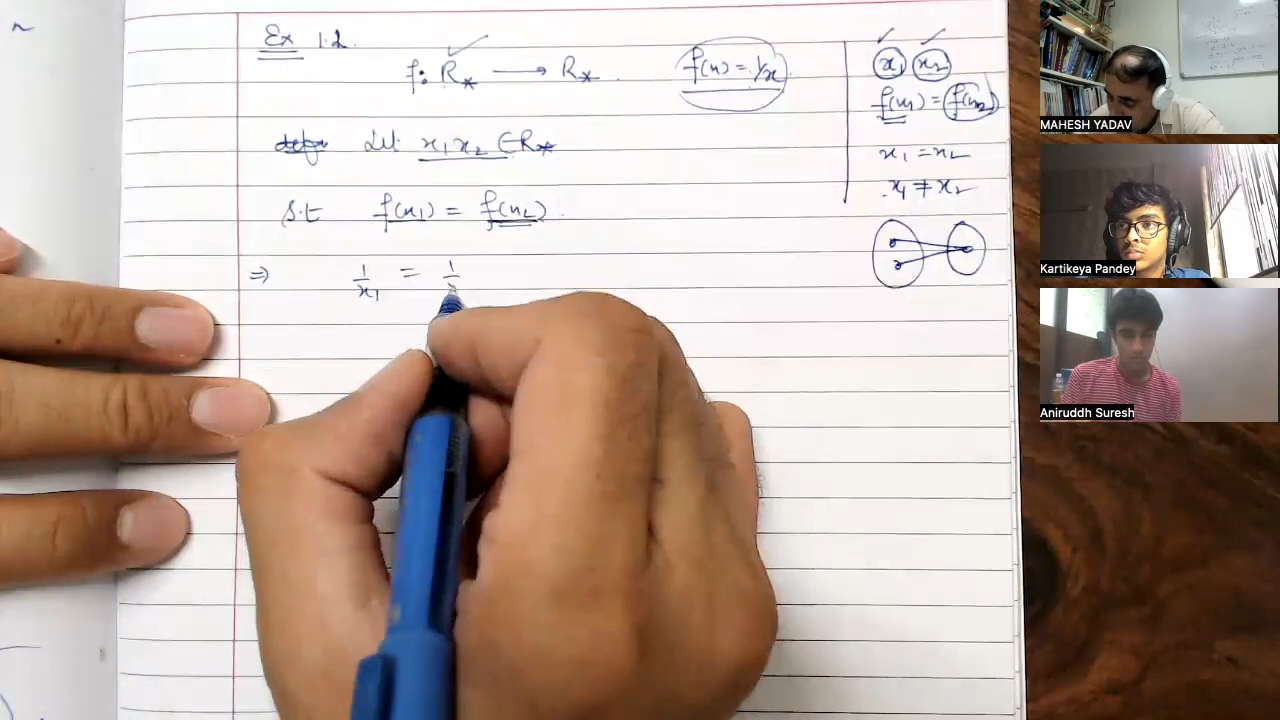 Ex 1.2.
f: R* → R* f(x) = 1/x
Let x1 x2 ∈ R*
S.t f(x1) = f(x2)
⇒ 1/x1 = 1/
x1 x2
f(x1) = f(x2)
x1 = x2
x1 ≠ x2
MAHESH YADAV
Kartikeya Pandey
Aniruddh Suresh